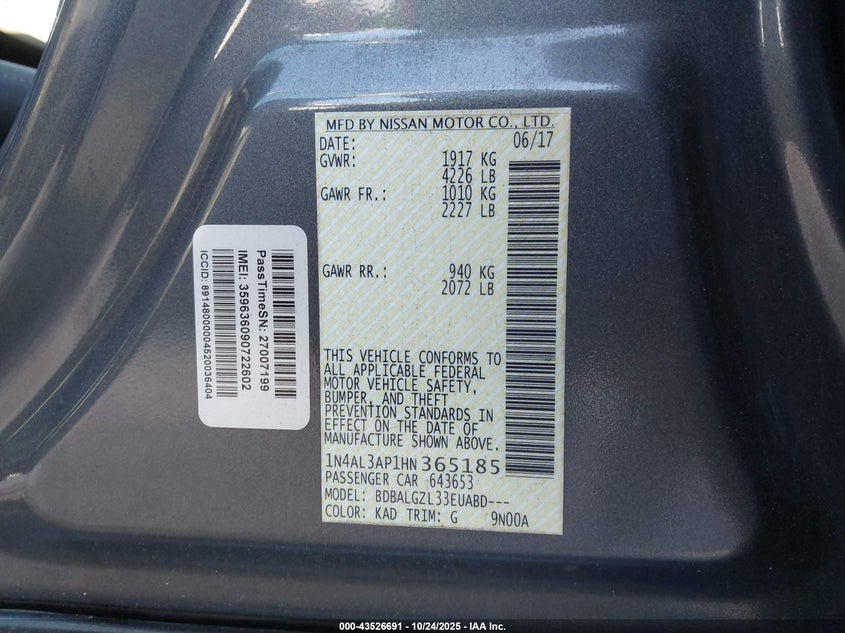 MFD BY NISSAN MOTOR CO., LTD.
DATE: 06/17
GVWR: 1917 KG
4226 LB
GAWR FR.: 1010 KG
2227 LB
GAWR RR.: 940 KG
2072 LB
THIS VEHICLE CONFORMS TO
ALL APPLICABLE FEDERAL
MOTOR VEHICLE SAFETY,
BUMPER, AND THEFT
PREVENTION STANDARDS IN
EFFECT ON THE DATE OF
MANUFACTURE SHOWN ABOVE.
1N4AL3AP1HN365185
PASSENGER CAR 643653
MODEL: BDBALGZL33EUABD---
COLOR: KAD TRIM: G 9N00A
PassTimeSN: 27007199
IMEI: 359636090722602
ICCID: 89148000004520036404
000-43526691 - 10/24/2025 - IAA Inc.